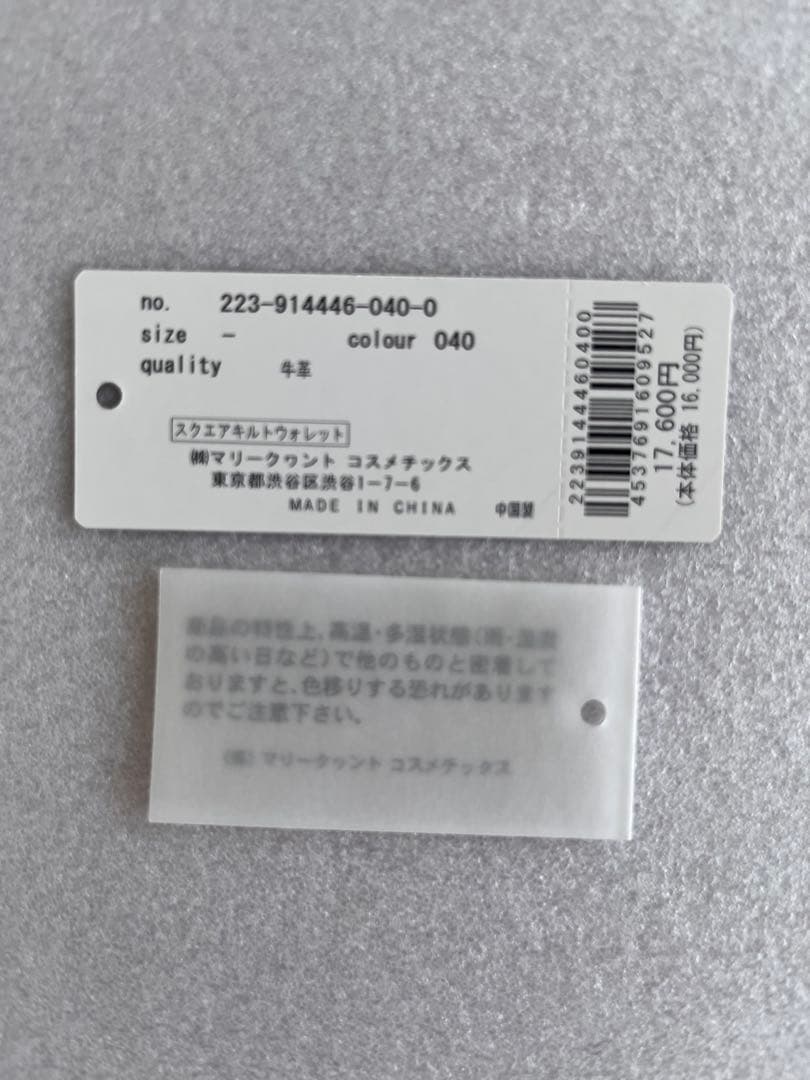 no. 223-914446-040-0
size - colour 040
quality 牛革
スクエアキルトウォレット
㈱マリークヮント コスメチックス
東京都渋谷区渋谷1-7-6
MADE IN CHINA 中国製
2239144460400
4537691609527
17,600円
(本体価格 16,000円)
の特性上、高温・多湿状態(雨・湿度
の高い日など)で他のものと密着して
おりますと、色移りする恐れがあります
のでご注意下さい。
㈱マリークヮント コスメチックス